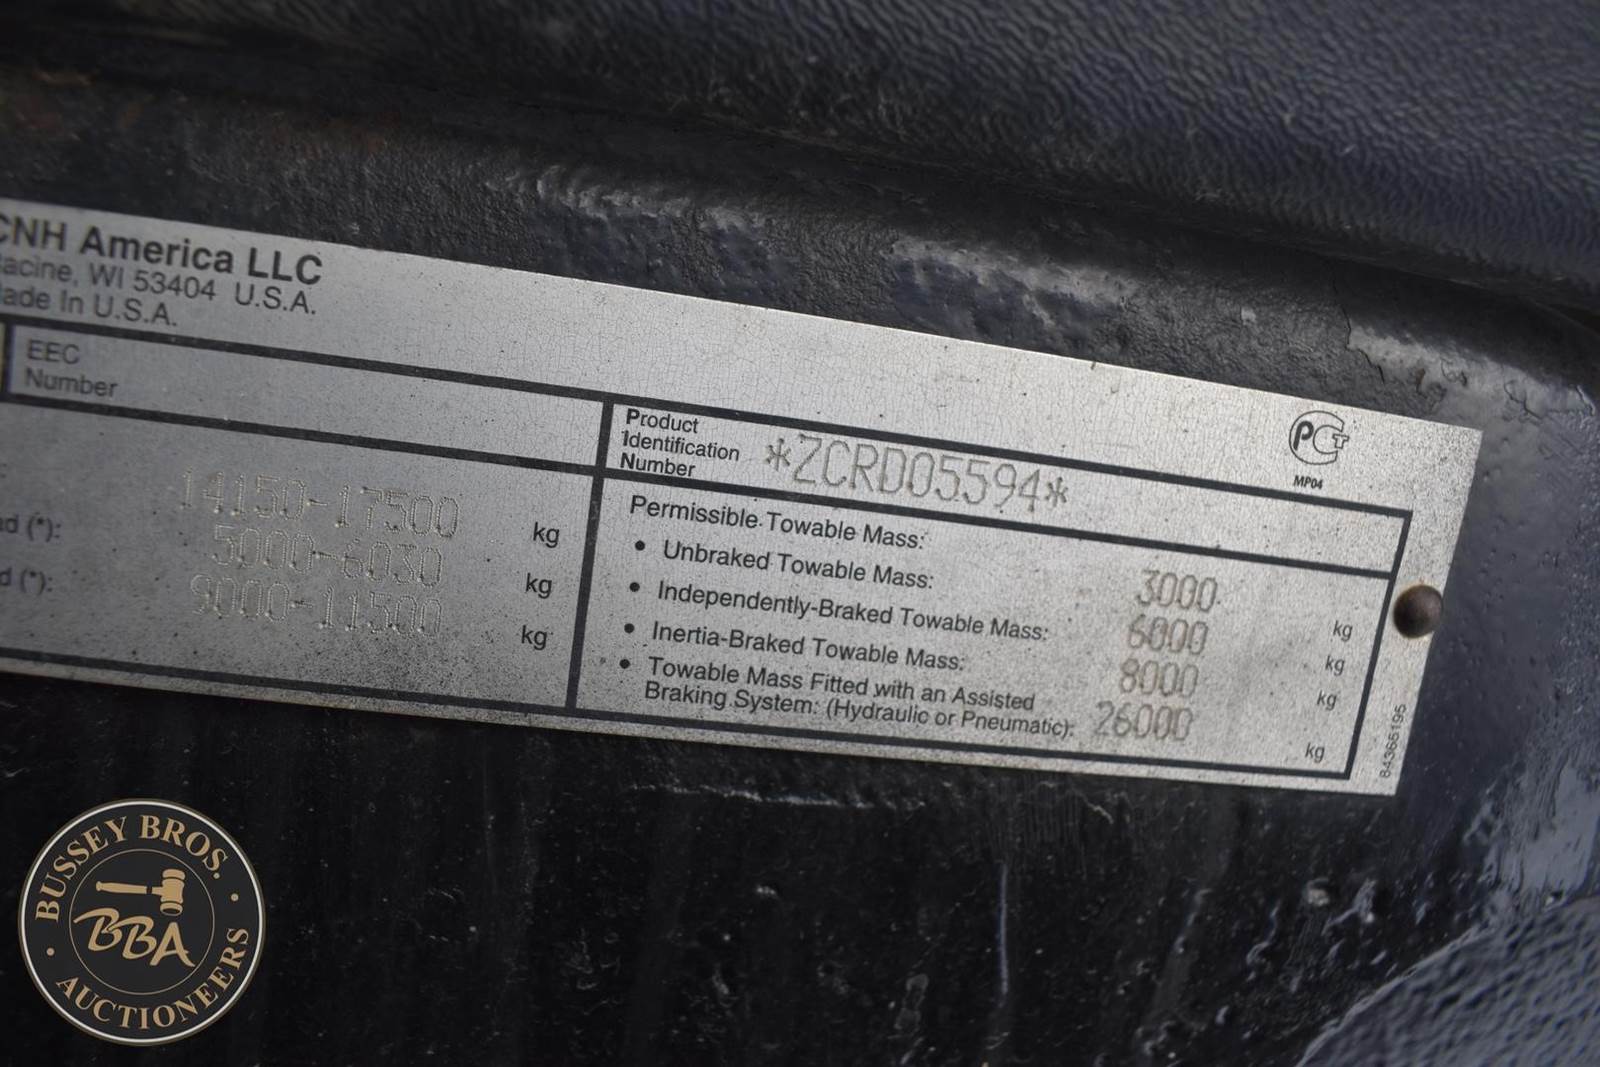 CNH America LLC
Racine, WI 53404 U.S.A.
Made In U.S.A.
EEC
Number
Product
Identification
Number
*ZCRD05594*
PCT
MP04
14150-17500 kg
ad (*): 5000-6030 kg
d (*): 9000-11500 kg
Permissible Towable Mass:
• Unbraked Towable Mass: 3000 kg
• Independently-Braked Towable Mass: 6000 kg
• Inertia-Braked Towable Mass: 8000 kg
• Towable Mass Fitted with an Assisted
Braking System: (Hydraulic or Pneumatic): 26000 kg
84365195
BUSSEY BROS.
BBA
AUCTIONEERS